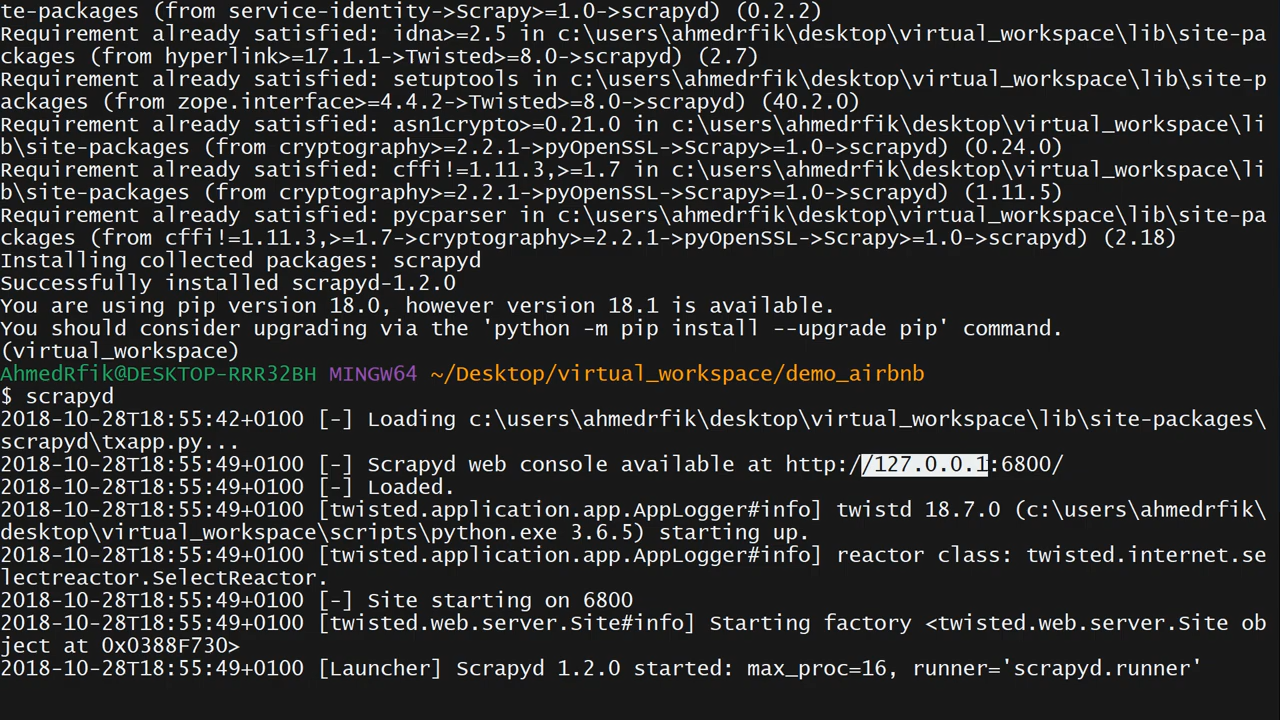 te-packages (from service-identity->Scrapy>=1.0->scrapyd) (0.2.2)
Requirement already satisfied: idna>=2.5 in c:\users\ahmedrfik\desktop\virtual_workspace\lib\site-pa
ckages (from hyperlink>=17.1.1->Twisted>=8.0->scrapyd) (2.7)
Requirement already satisfied: setuptools in c:\users\ahmedrfik\desktop\virtual_workspace\lib\site-p
ackages (from zope.interface>=4.4.2->Twisted>=8.0->scrapyd) (40.2.0)
Requirement already satisfied: asn1crypto>=0.21.0 in c:\users\ahmedrfik\desktop\virtual_workspace\li
b\site-packages (from cryptography>=2.2.1->pyOpenSSL->Scrapy>=1.0->scrapyd) (0.24.0)
Requirement already satisfied: cffi!=1.11.3,>=1.7 in c:\users\ahmedrfik\desktop\virtual_workspace\li
b\site-packages (from cryptography>=2.2.1->pyOpenSSL->Scrapy>=1.0->scrapyd) (1.11.5)
Requirement already satisfied: pycparser in c:\users\ahmedrfik\desktop\virtual_workspace\lib\site-pa
ckages (from cffi!=1.11.3,>=1.7->cryptography>=2.2.1->pyOpenSSL->Scrapy>=1.0->scrapyd) (2.18)
Installing collected packages: scrapyd
Successfully installed scrapyd-1.2.0
You are using pip version 18.0, however version 18.1 is available.
You should consider upgrading via the 'python -m pip install --upgrade pip' command.
(virtual_workspace)
AhmedRfik@DESKTOP-RRR32BH MINGW64 ~/Desktop/virtual_workspace/demo_airbnb
$ scrapyd
2018-10-28T18:55:42+0100 [-] Loading c:\users\ahmedrfik\desktop\virtual_workspace\lib\site-packages\
scrapyd\txapp.py...
2018-10-28T18:55:49+0100 [-] Scrapyd web console available at http://127.0.0.1:6800/
2018-10-28T18:55:49+0100 [-] Loaded.
2018-10-28T18:55:49+0100 [twisted.application.app.AppLogger#info] twistd 18.7.0 (c:\users\ahmedrfik\
desktop\virtual_workspace\scripts\python.exe 3.6.5) starting up.
2018-10-28T18:55:49+0100 [twisted.application.app.AppLogger#info] reactor class: twisted.internet.se
lectreactor.SelectReactor.
2018-10-28T18:55:49+0100 [-] Site starting on 6800
2018-10-28T18:55:49+0100 [twisted.web.server.Site#info] Starting factory <twisted.web.server.Site ob
ject at 0x0388F730>
2018-10-28T18:55:49+0100 [Launcher] Scrapyd 1.2.0 started: max_proc=16, runner='scrapyd.runner'